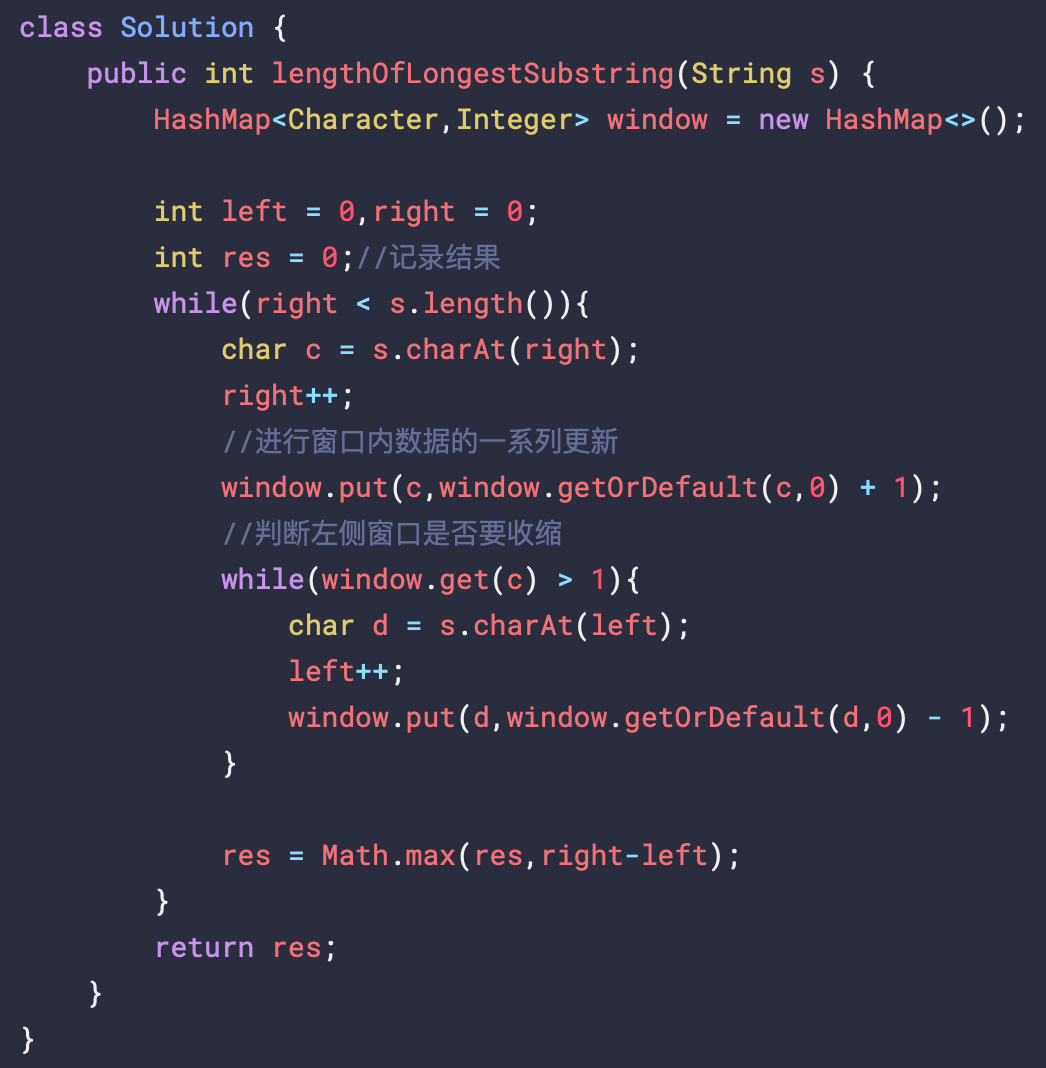 class Solution {
    public int lengthOfLongestSubstring(String s) {
        HashMap<Character,Integer> window = new HashMap<>();
        int left = 0,right = 0;
        int res = 0;//记录结果
        while(right < s.length()){
            char c = s.charAt(right);
            right++;
            //进行窗口内数据的一系列更新
            window.put(c,window.getOrDefault(c,0) + 1);
            //判断左侧窗口是否要收缩
            while(window.get(c) > 1){
                char d = s.charAt(left);
                left++;
                window.put(d,window.getOrDefault(d,0) - 1);
            }
            res = Math.max(res,right-left);
        }
        return res;
    }
}